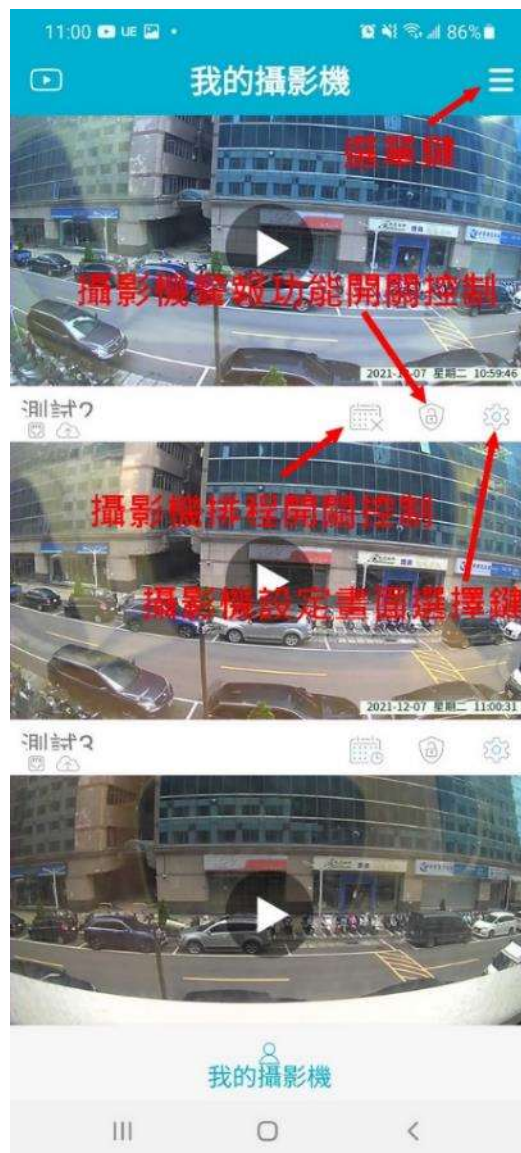 11:00 UE 86%
我的攝影機
選單鍵
攝影機警報功能開關控制
2021-12-07 星期二 10:59:46
測試2
攝影機排程開關控制
攝影機設定畫面選擇鍵
2021-12-07 星期二 11:00:31
測試3
我的攝影機